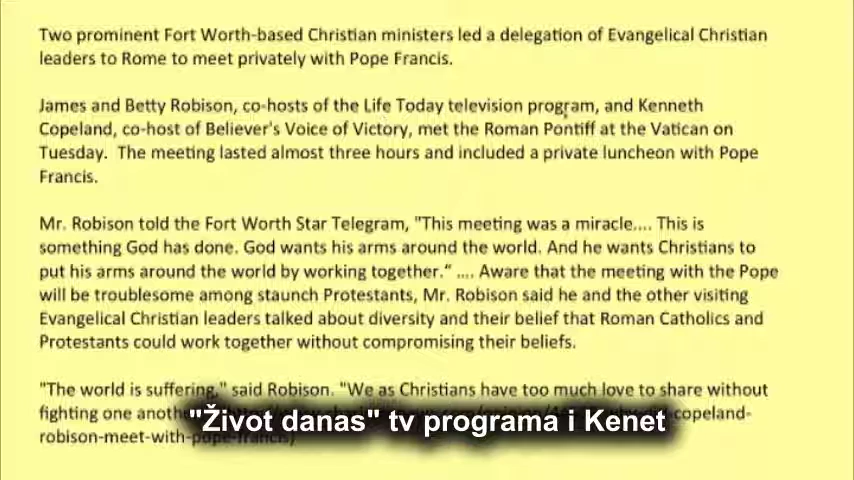 Two prominent Fort Worth-based Christian ministers led a delegation of Evangelical Christian
leaders to Rome to meet privately with Pope Francis.
James and Betty Robison, co-hosts of the Life Today television program, and Kenneth
Copeland, co-host of Believer's Voice of Victory, met the Roman Pontiff at the Vatican on
Tuesday. The meeting lasted almost three hours and included a private luncheon with Pope
Francis.
Mr. Robison told the Fort Worth Star Telegram, "This meeting was a miracle.... This is
something God has done. God wants his arms around the world. And he wants Christians to
put his arms around the world by working together." .... Aware that the meeting with the Pope
will be troublesome among staunch Protestants, Mr. Robison said he and the other visiting
Evangelical Christian leaders talked about diversity and their belief that Roman Catholics and
Protestants could work together without compromising their beliefs.
"The world is suffering," said Robison. "We as Christians have too much love to share without
fighting one copeland-
robison-meet-with-pope-francis)
"Život danas" tv programa i Kenet